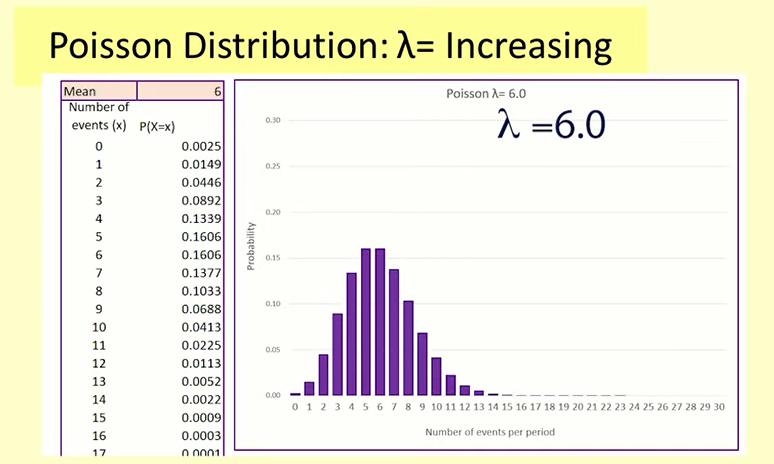 Poisson Distribution: λ= Increasing
Mean 6
Number of
events (x) P(X=x)
0 0.0025
1 0.0149
2 0.0446
3 0.0892
4 0.1339
5 0.1606
6 0.1606
7 0.1377
8 0.1033
9 0.0688
10 0.0413
11 0.0225
12 0.0113
13 0.0052
14 0.0022
15 0.0009
16 0.0003
17 0.0001
Poisson λ= 6.0
λ =6.0
0.30
0.25
0.20
0.15
0.10
0.05
0.00
Probability
0 1 2 3 4 5 6 7 8 9 10 11 12 13 14 15 16 17 18 19 20 21 22 23 24 25 26 27 28 29 30
Number of events per period